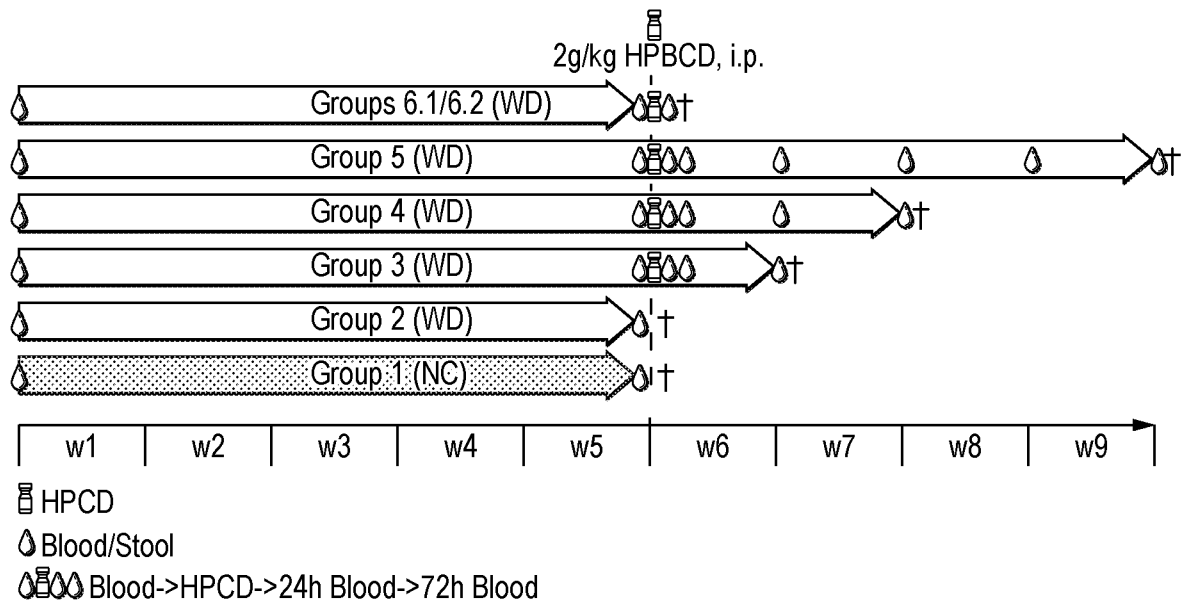 2g/kg HPBCD, i.p.
Groups 6.1/6.2 (WD)
Group 5 (WD)
Group 4 (WD)
Group 3 (WD)
Group 2 (WD)
Group 1 (NC)
w1 w2 w3 w4 w5 w6 w7 w8 w9
HPCD
Blood/Stool
Blood->HPCD->24h Blood->72h Blood